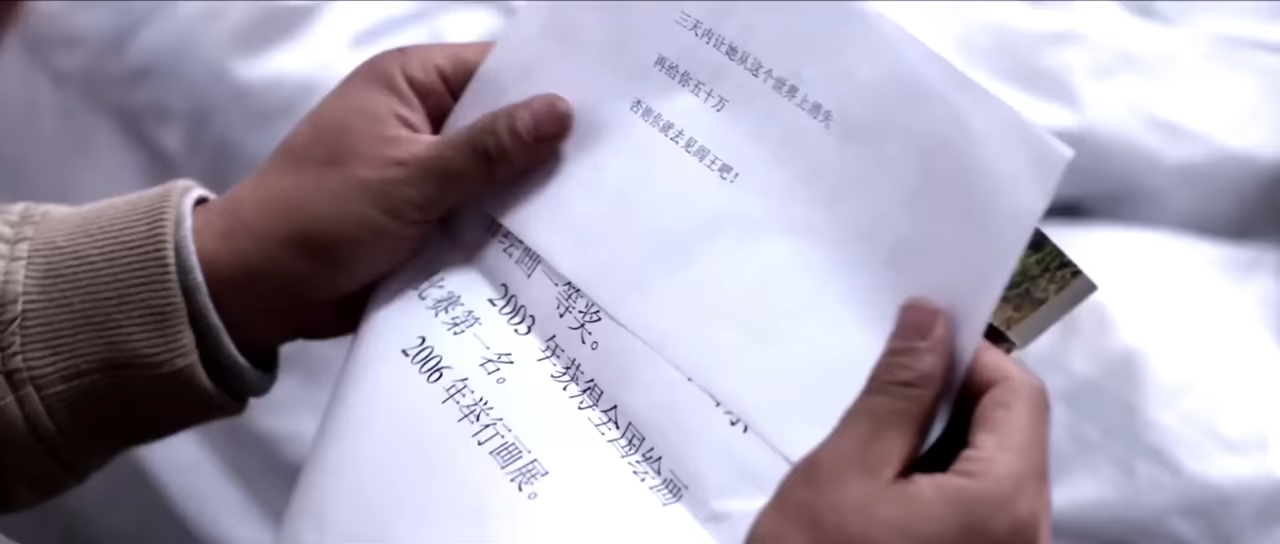 三天内让她从这个世界上消失
再给你五十万
否则你就去见阎王吧!
绘画一等奖。
2003 年获得全国绘画
比赛第一名。
2006 年举行画展。